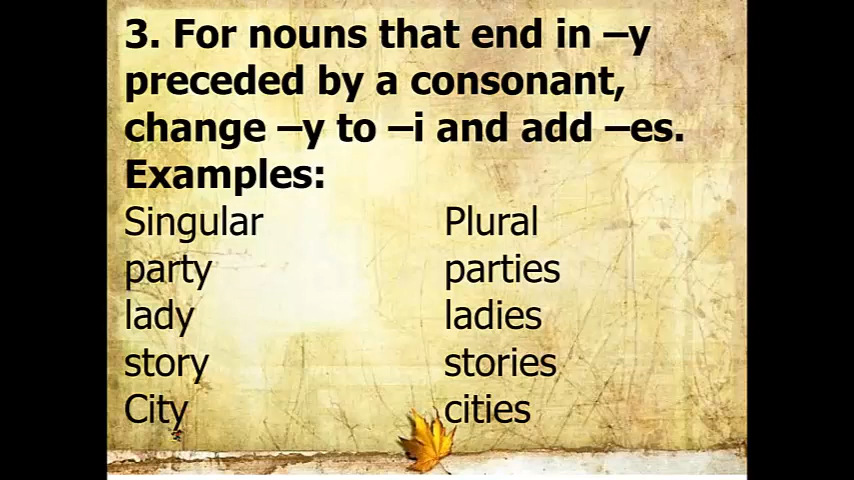 3. For nouns that end in –y
preceded by a consonant,
change –y to –i and add –es.
Examples:
Singular Plural
party parties
lady ladies
story stories
City cities